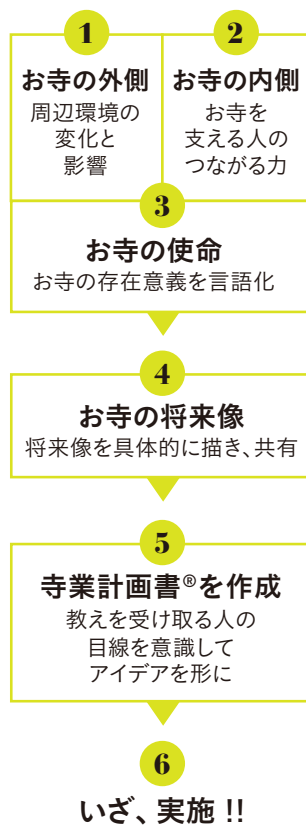 1
お寺の外側
周辺環境の
変化と
影響
2
お寺の内側
お寺を
支える人の
つながる力
3
お寺の使命
お寺の存在意義を言語化
4
お寺の将来像
将来像を具体的に描き、共有
5
寺業計画書®を作成
教えを受け取る人の
目線を意識して
アイデアを形に
6
いざ、実施 !!